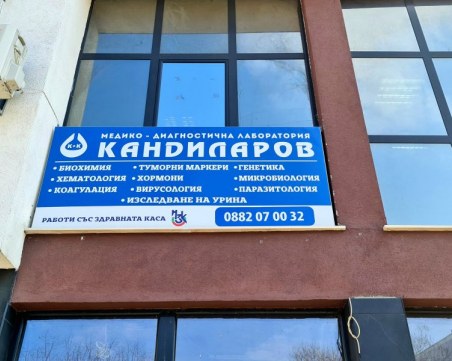 МЕДИКО - ДИАГНОСТИЧНА ЛАБОРАТОРИЯ
К•К КАНДИЛАРОВ
• БИОХИМИЯ • ТУМОРНИ МАРКЕРИ • ГЕНЕТИКА
• ХЕМАТОЛОГИЯ • ХОРМОНИ • МИКРОБИОЛОГИЯ
• КОАГУЛАЦИЯ • ВИРУСОЛОГИЯ • ПАРАЗИТОЛОГИЯ
• ИЗСЛЕДВАНЕ НА УРИНА
РАБОТИ СЪС ЗДРАВНАТА КАСА 0882 07 00 32